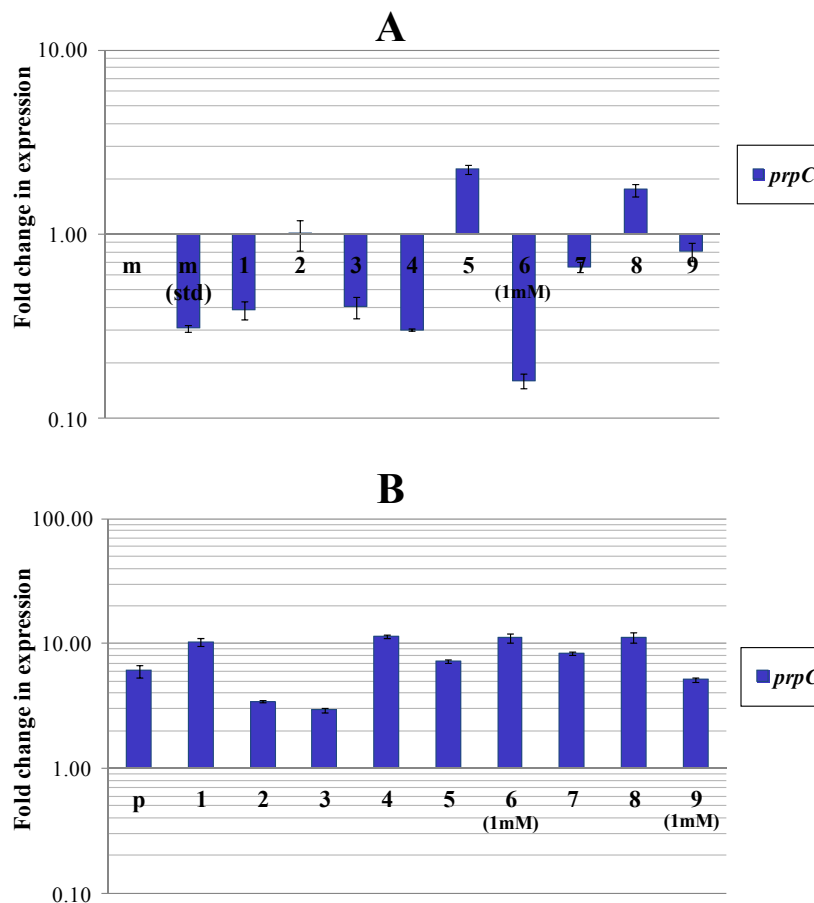 A
10.00
1.00
0.10
Fold change in expression
m m 1 2 3 4 5 6 7 8 9
(std) (1mM)
prpC
B
100.00
10.00
1.00
0.10
Fold change in expression
p 1 2 3 4 5 6 7 8 9
(1mM) (1mM)
prpC